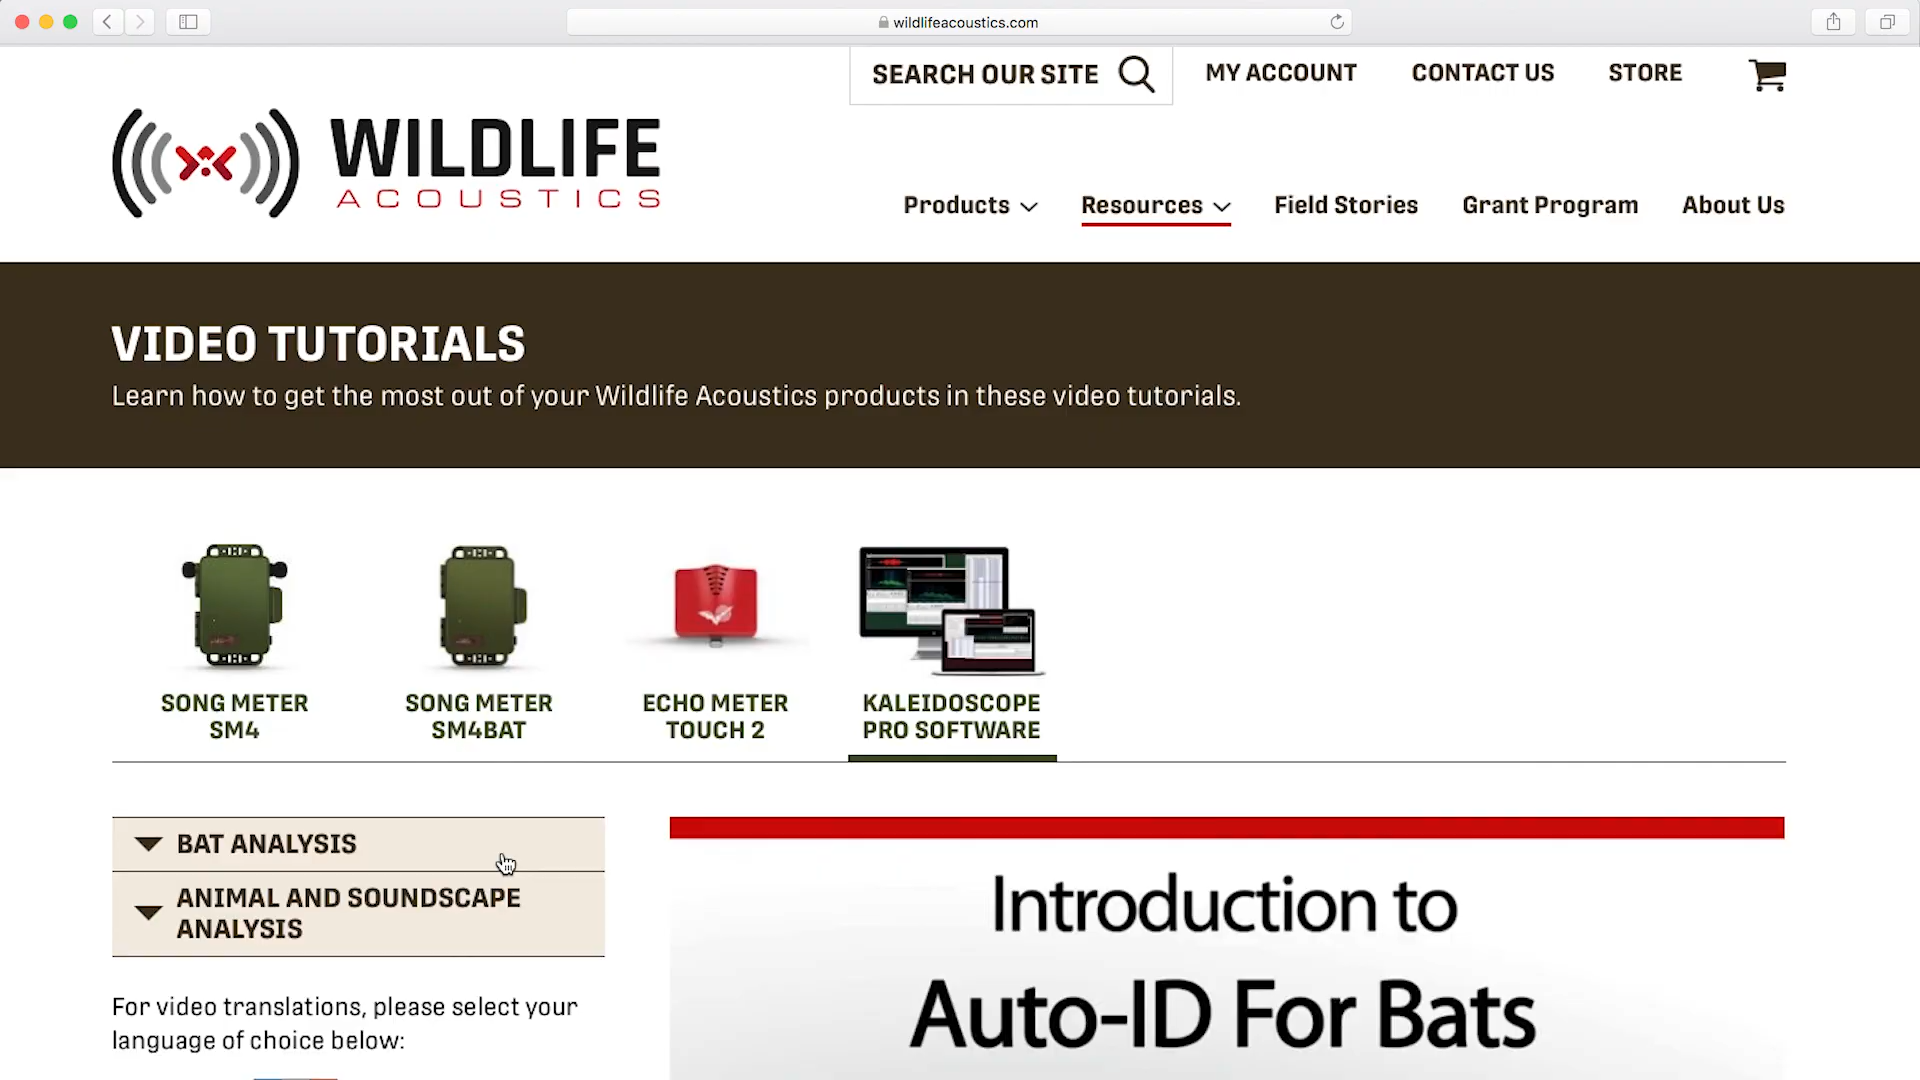 wildlifeacoustics.com
SEARCH OUR SITE
MY ACCOUNT
CONTACT US
STORE
WILDLIFE
ACOUSTICS
Products
Resources
Field Stories
Grant Program
About Us
VIDEO TUTORIALS
Learn how to get the most out of your Wildlife Acoustics products in these video tutorials.
SONG METER
SM4
SONG METER
SM4BAT
ECHO METER
TOUCH 2
KALEIDOSCOPE
PRO SOFTWARE
BAT ANALYSIS
ANIMAL AND SOUNDSCAPE
ANALYSIS
For video translations, please select your
language of choice below:
Introduction to
Auto-ID For Bats